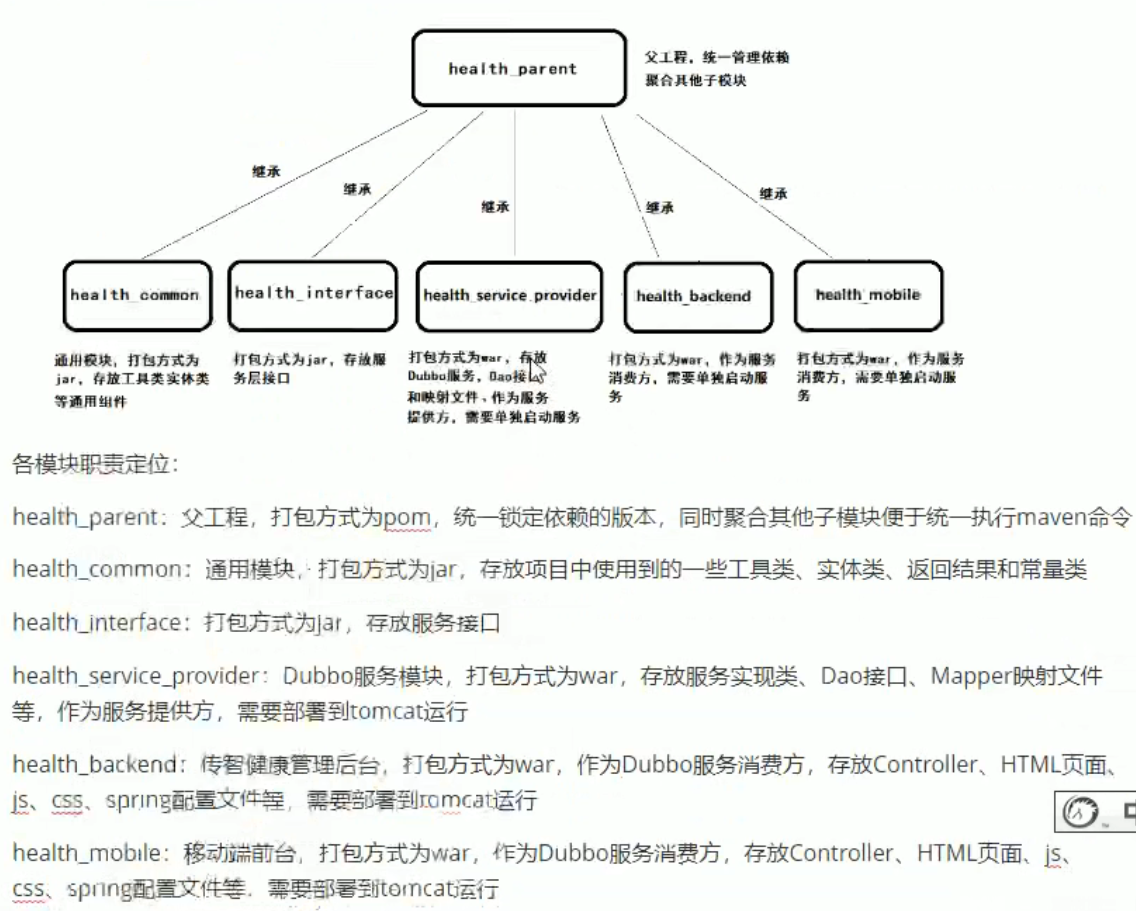 health_parent
父工程，统一管理依赖
聚合其他子模块
继承
继承
继承
继承
继承
health_common
health_interface
health_service_provider
health_backend
health_mobile
通用模块，打包方式为
jar，存放工具类实体类
等通用组件
打包方式为jar，存放服
务层接口
打包方式为war，存放
Dubbo服务，Dao接
和映射文件、作为服务
提供方，需要单独启动服务
打包方式为war，作为服务
消费方，需要单独启动服
务
打包方式为war，作为服务
消费方，需要单独启动服
务
各模块职责定位：
health_parent：父工程，打包方式为pom，统一锁定依赖的版本，同时聚合其他子模块便于统一执行maven命令
health_common：通用模块，打包方式为jar，存放项目中使用到的一些工具类、实体类、返回结果和常量类
health_interface：打包方式为jar，存放服务接口
health_service_provider：Dubbo服务模块，打包方式为war，存放服务实现类、Dao接口、Mapper映射文件
等，作为服务提供方，需要部署到tomcat运行
health_backend：传智健康管理后台，打包方式为war，作为Dubbo服务消费方，存放Controller、HTML页面、
js、css、spring配置文件等，需要部署到tomcat运行
health_mobile：移动端前台，打包方式为war，作为Dubbo服务消费方，存放Controller、HTML页面、js、
css、spring配置文件等，需要部署到tomcat运行